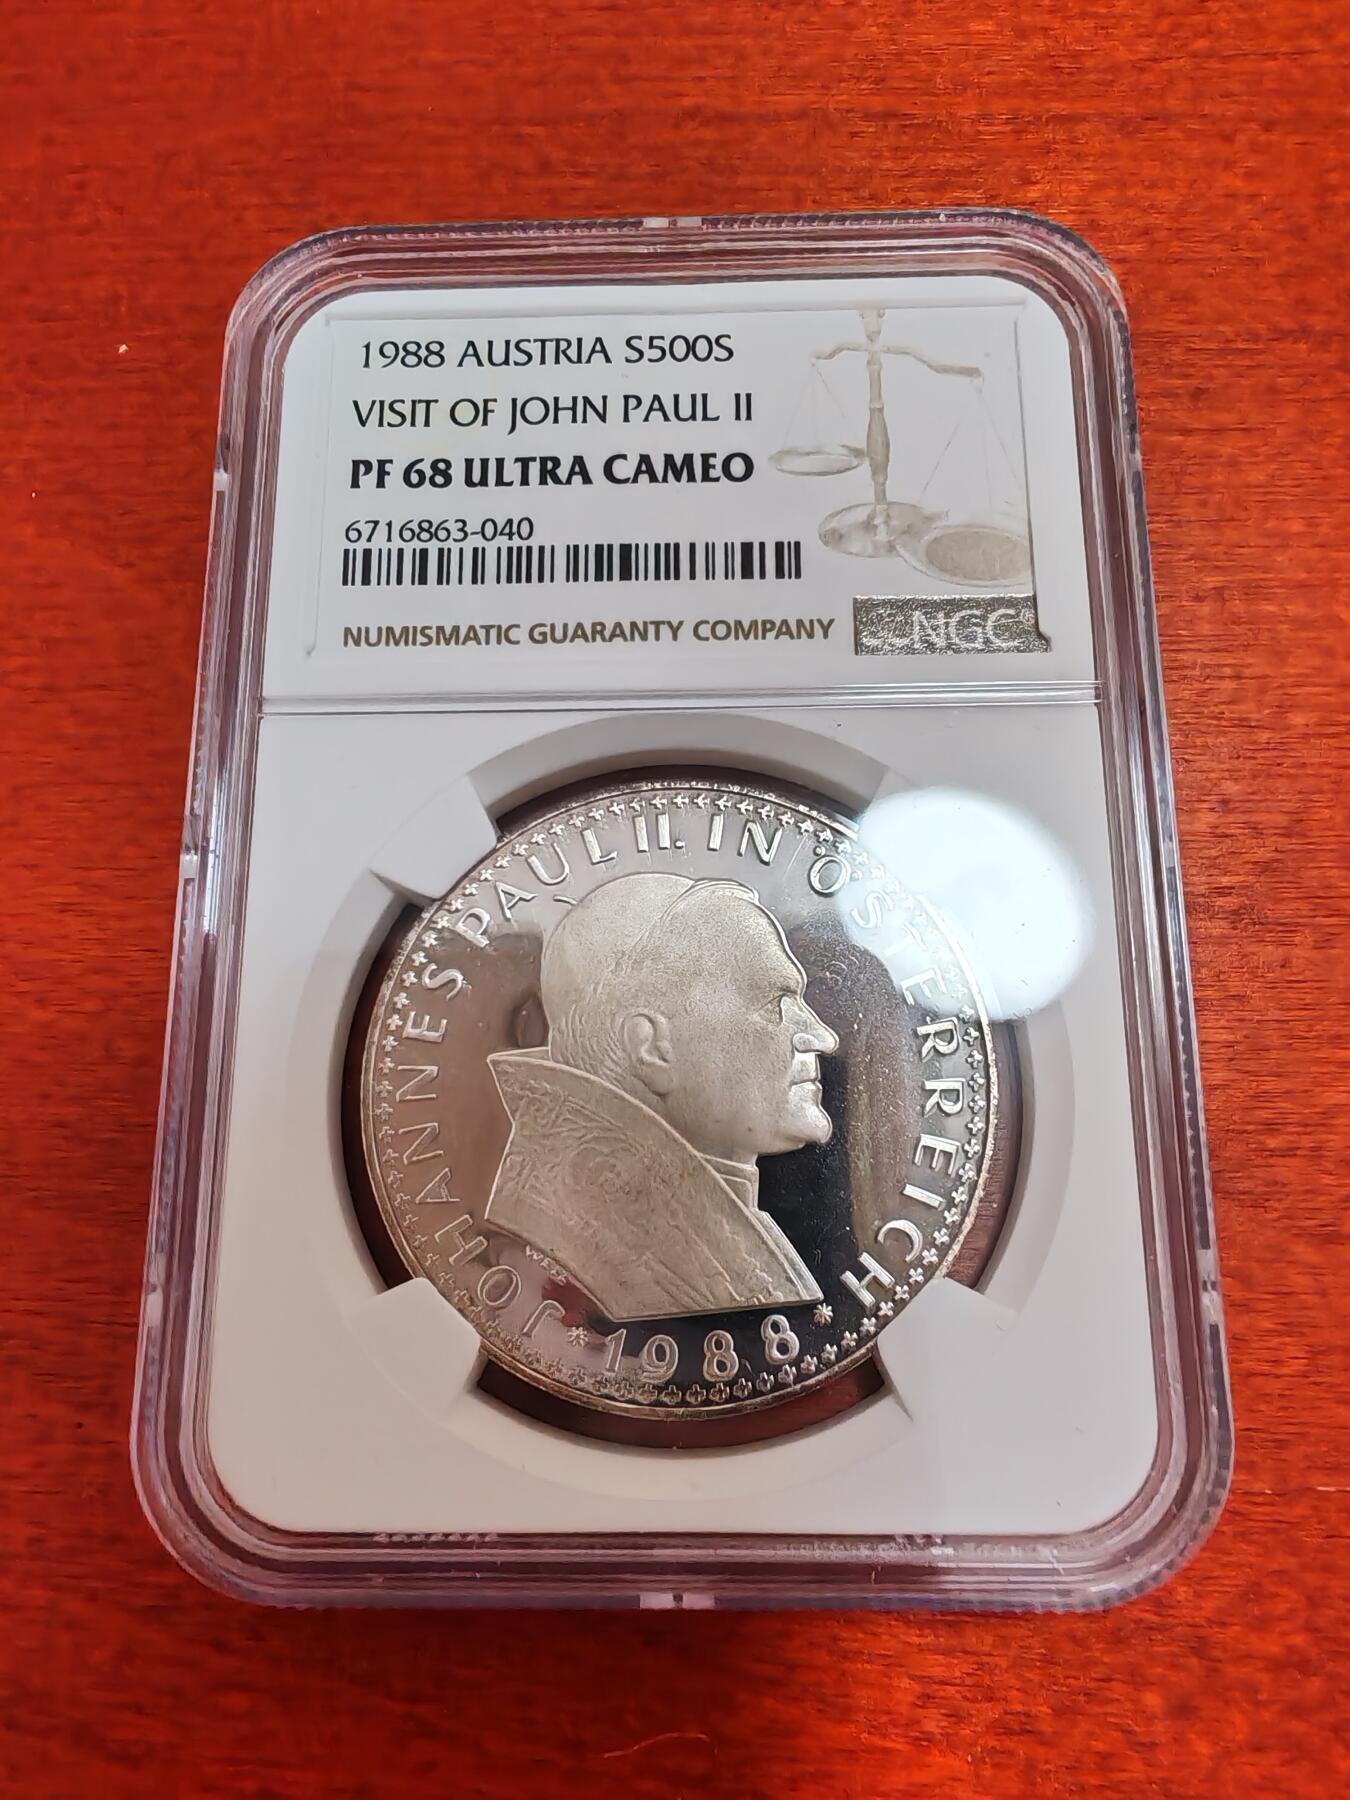 1988 AUSTRIA S500S
VISIT OF JOHN PAUL II
PF 68 ULTRA CAMEO
6716863-040
NUMISMATIC GUARANTY COMPANY
NGC
JOHANNES PAUL II. IN ÖSTERREICH
* 1988 *